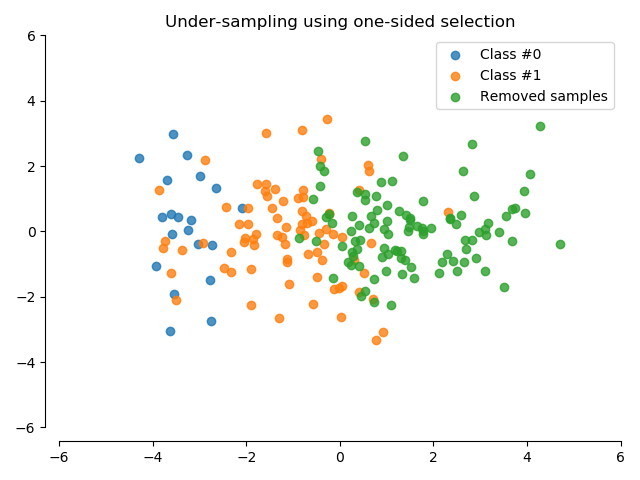 Under-sampling using one-sided selection
6
Class #0
Class #1
Removed samples
4
2
0
−2
−4
−6
−6 −4 −2 0 2 4 6